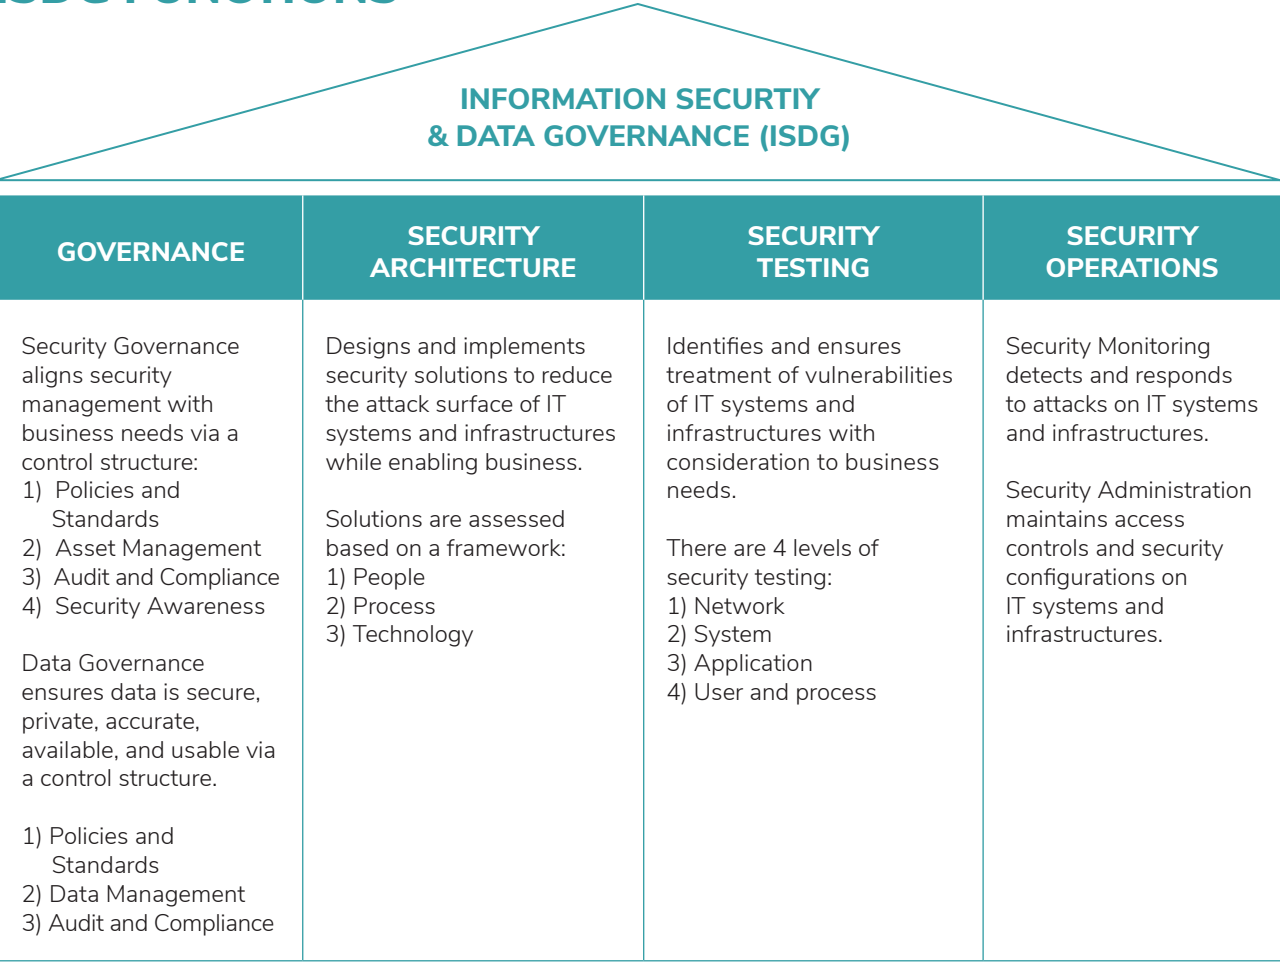 ISDG FUNCTIONS
INFORMATION SECURTIY
& DATA GOVERNANCE (ISDG)
GOVERNANCE
Security Governance
aligns security
management with
business needs via a
control structure:
1) Policies and
Standards
2) Asset Management
3) Audit and Compliance
4) Security Awareness
Data Governance
ensures data is secure,
private, accurate,
available, and usable via
a control structure.
1) Policies and
Standards
2) Data Management
3) Audit and Compliance
SECURITY
ARCHITECTURE
Designs and implements
security solutions to reduce
the attack surface of IT
systems and infrastructures
while enabling business.
Solutions are assessed
based on a framework:
1) People
2) Process
3) Technology
SECURITY
TESTING
Identifies and ensures
treatment of vulnerabilities
of IT systems and
infrastructures with
consideration to business
needs.
There are 4 levels of
security testing:
1) Network
2) System
3) Application
4) User and process
SECURITY
OPERATIONS
Security Monitoring
detects and responds
to attacks on IT systems
and infrastructures.
Security Administration
maintains access
controls and security
configurations on
IT systems and
infrastructures.